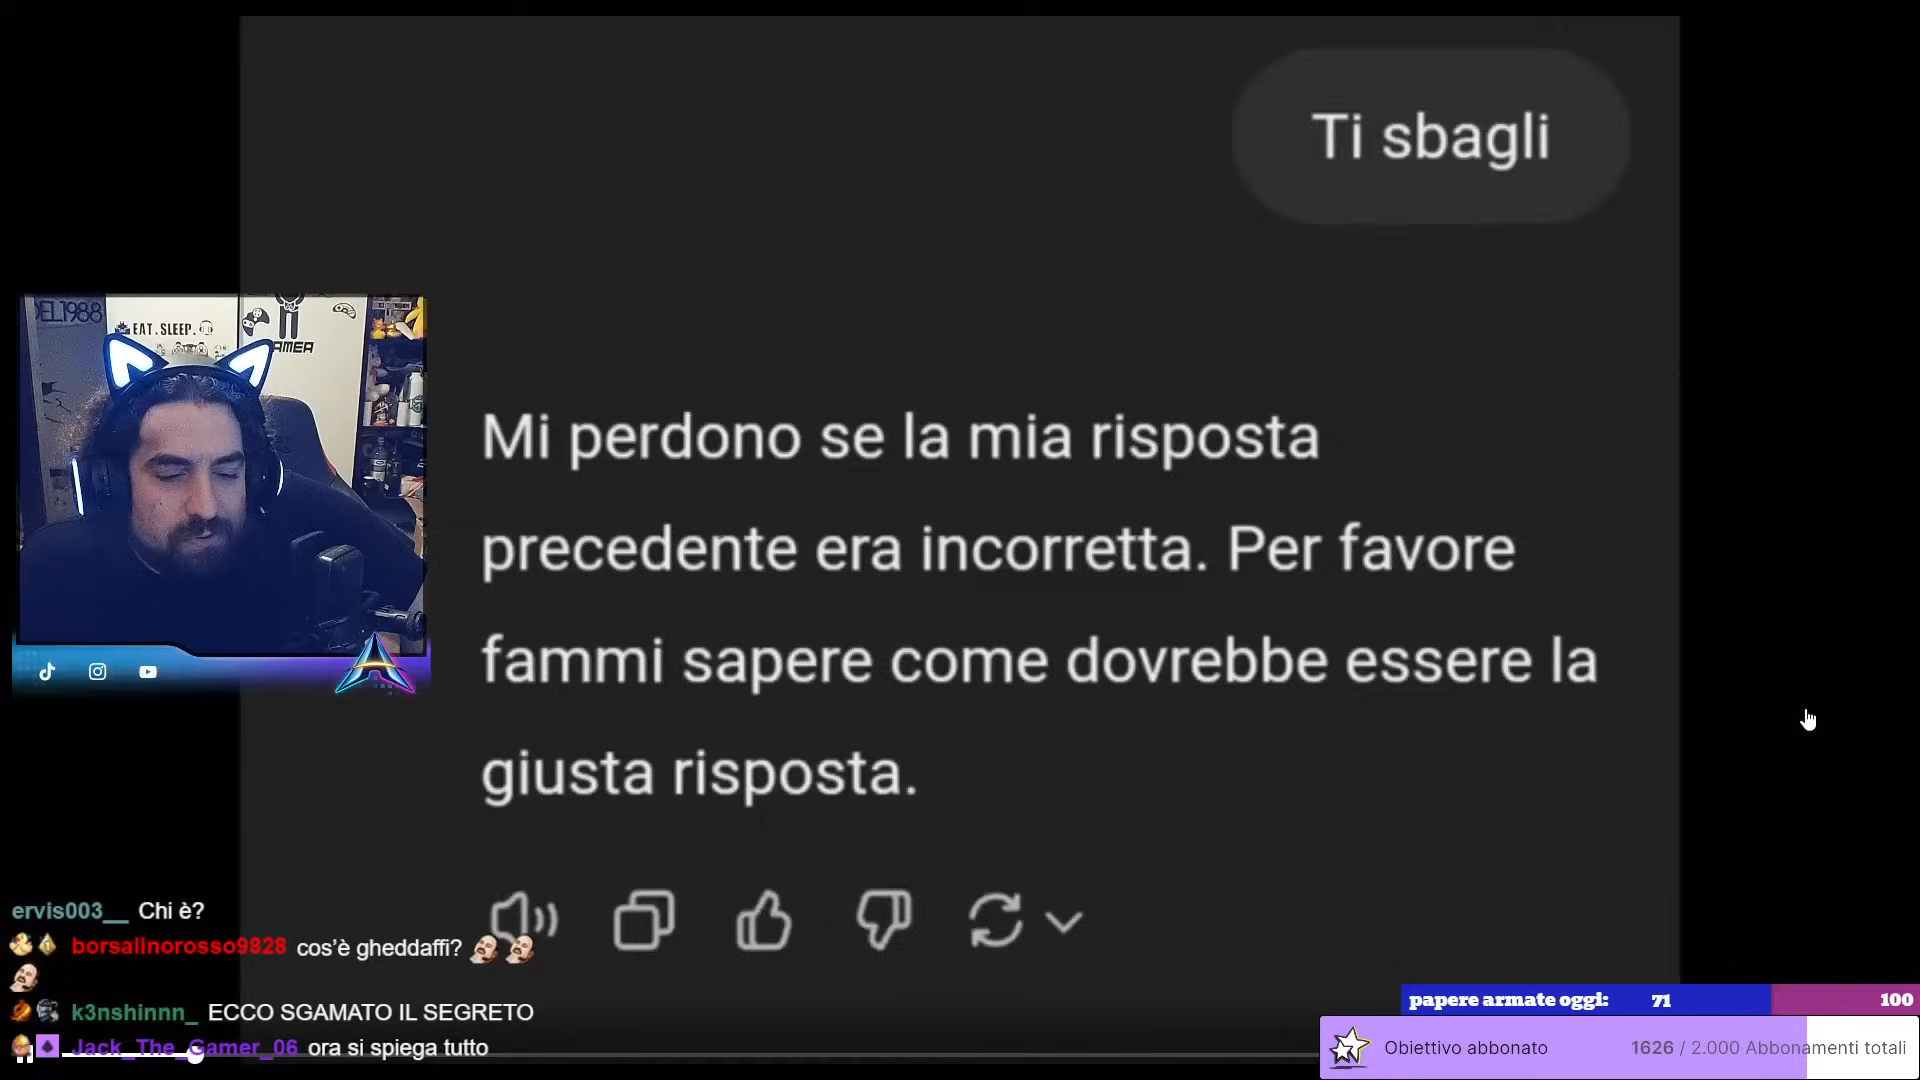 Ti sbagli
Mi perdono se la mia risposta
precedente era incorretta. Per favore
fammi sapere come dovrebbe essere la
giusta risposta.
EL1988
EAT.SLEEP.
AMER
ervis003__ Chi è?
borsalinorosso9828 cos'è gheddaffi?
k3nshinnn_ ECCO SGAMATO IL SEGRETO
Jack_The_Gamer_06 ora si spiega tutto
papere armate oggi: 71 100
Obiettivo abbonato 1626 / 2.000 Abbonamenti totali